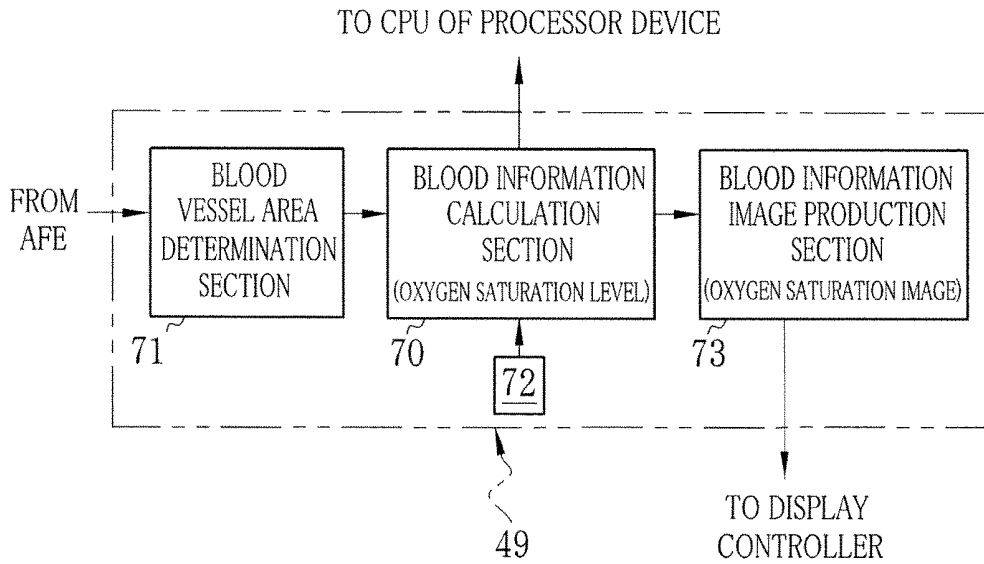 TO CPU OF PROCESSOR DEVICE
FROM
AFE
BLOOD
VESSEL AREA
DETERMINATION
SECTION
71
BLOOD INFORMATION
CALCULATION
SECTION
(OXYGEN SATURATION LEVEL)
70
BLOOD INFORMATION
IMAGE PRODUCTION
SECTION
(OXYGEN SATURATION IMAGE)
73
72
49
TO DISPLAY
CONTROLLER